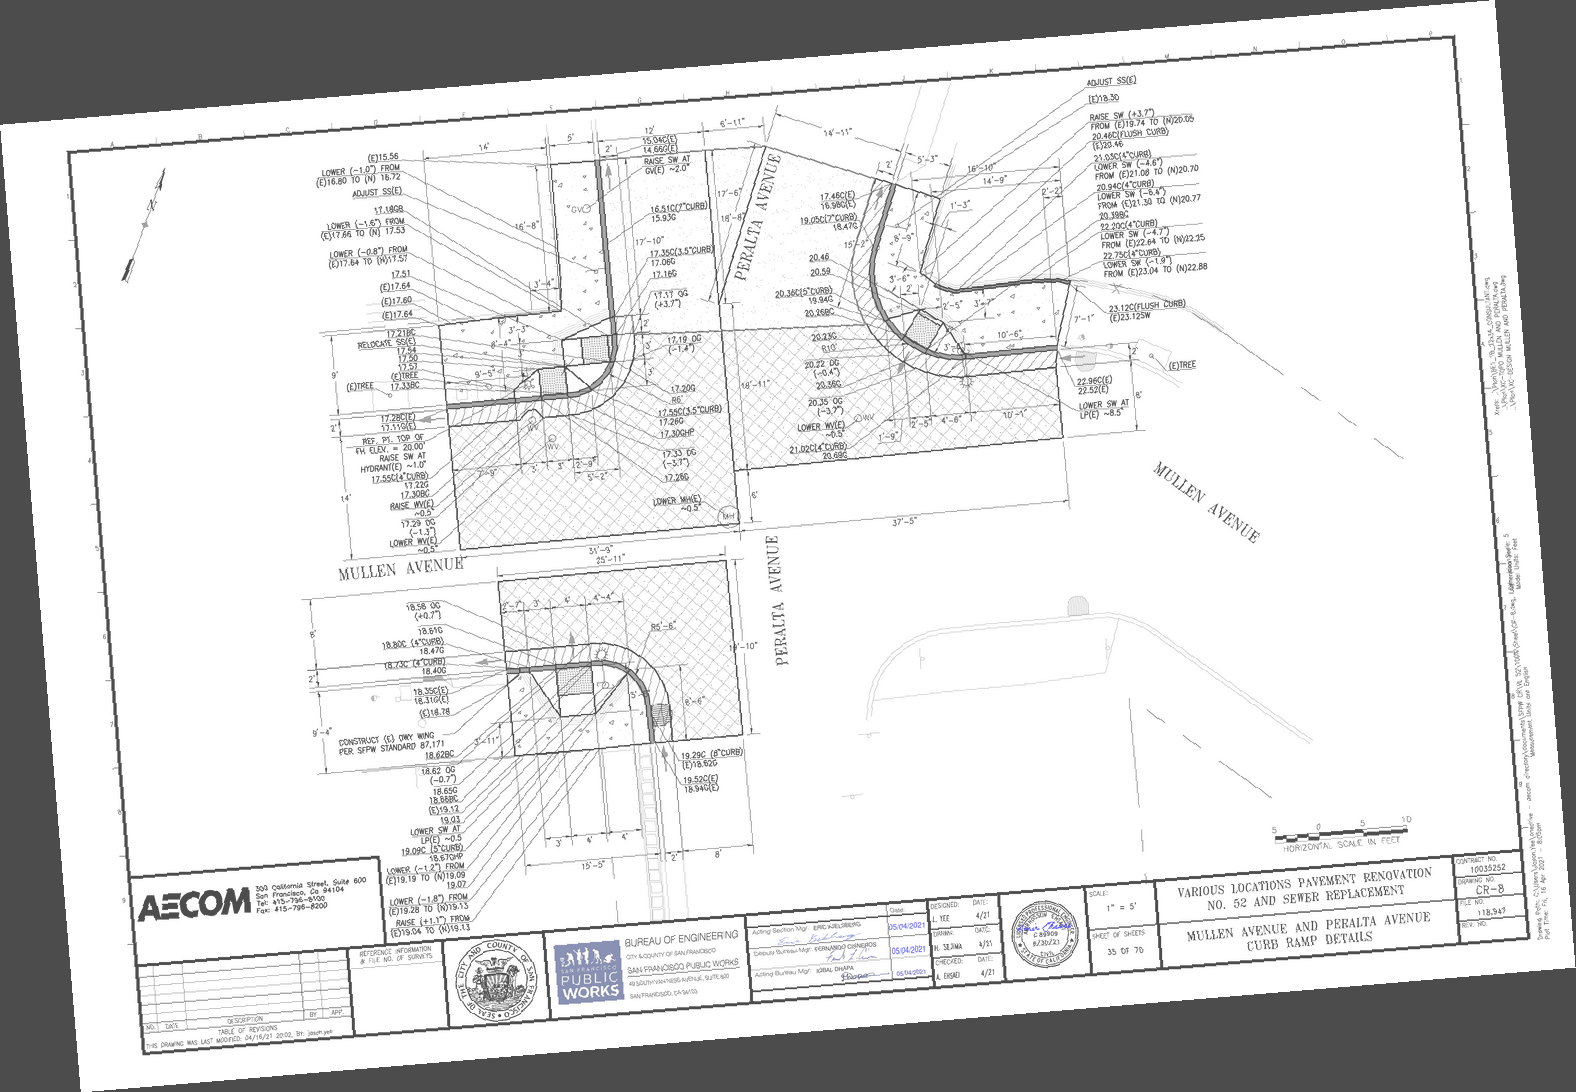 (E)15.56
LOWER (-1.0") FROM
(E)16.80 TO (N) 16.72
ADJUST SS(E)
17.18GB
LOWER (-1.6") FROM
(E)17.66 TO (N) 17.53
LOWER (-0.8") FROM
(E)17.64 TO (N)17.57
17.51
(E)17.64
(E)17.60
(E)17.64
17.21BC
RELOCATE SS(E)
17.54
17.50
17.57
(E)TREE
17.33BC
(E)TREE
17.28C(E)
17.11G(E)
REF. PT. TOP OF
FH ELEV. = 20.00'
RAISE SW AT
HYDRANT(E) ~1.0"
17.55C(4"CURB)
17.22G
17.30BC
RAISE WV(E)
~0.5"
17.29 OG
(-1.3")
LOWER WV(E)
~0.5"
14'
5'
12'
6'-11"
2'
15.04C(E)
14.66G(E)
RAISE SW AT
GV(E) ~2.0"
GV
16'-8"
16.51C(7"CURB)
15.93G
17'-10"
17'-6"
18'-8"
17.35C(3.5"CURB)
17.06G
17.16G
17.17 OG
(+3.7")
17.19 OG
(-1.4")
3'-4"
3'-3"
8'-4"
9'-5"
9'
2'
14'
17.20G
R6'
17.55C(3.5"CURB)
17.26G
17.30GHP
17.33 OG
(-3.7")
17.26G
LOWER MH(E)
~0.5"
MH
WV
WV
7'-9"
3'
3'
2'-9"
5'-2"
18'-11"
6'
31'-9"
37'-5"
PERALTA AVENUE
14'-11"
2'
5'-3"
16'-10"
14'-9"
2'-2"
1'-3"
17.46C(E)
16.98G(E)
19.05C(7"CURB)
18.47G
15'-2"
8'-9"
3'-6"
2'
2'-5"
3'-7"
20.46
20.59
20.36C(5"CURB)
19.94G
20.26BC
20.23G
R10'
20.22 OG
(-0.4")
20.36G
20.35 OG
(-3.7")
LOWER WV(E)
~0.5"
21.02C(4"CURB)
20.69G
WV
10'-6"
7'-1"
2'
8'
1'-9"
2'-5"
4'-6"
10'-1"
ADJUST SS(E)
(E)18.30
RAISE SW (+3.7")
FROM (E)19.74 TO (N)20.05
20.46C(FLUSH CURB)
(E)20.46
21.03C(4"CURB)
LOWER SW (-4.6")
FROM (E)21.08 TO (N)20.70
20.94C(4"CURB)
LOWER SW (-6.4")
FROM (E)21.30 TO (N)20.77
20.39BC
22.20C(4"CURB)
LOWER SW (-4.7")
FROM (E)22.64 TO (N)22.25
22.75C(4"CURB)
LOWER SW (-1.9")
FROM (E)23.04 TO (N)22.88
23.12C(FLUSH CURB)
(E)23.12SW
(E)TREE
22.96C(E)
22.52(E)
LOWER SW AT
LP(E) ~8.5"
MULLEN AVENUE
MULLEN AVENUE
PERALTA AVENUE
25'-11"
2'-7"
3'
4'
4'-4"
R5'-6"
19'-10"
8'-6"
5'
8'
2'
9'-4"
3'-11"
18.58 OG
(+0.7")
18.61G
18.80C (4"CURB)
18.47G
18.73C (4"CURB)
18.40G
18.35C(E)
18.31G(E)
(E)18.78
CONSTRUCT (E) DWY WING
PER SFPW STANDARD 87,171
18.62BC
18.62 OG
(-0.7")
18.65G
18.66BC
(E)19.12
19.03
LOWER SW AT
LP(E) ~0.5
19.09C (5"CURB)
18.67GHP
LOWER (-1.2") FROM
(E)19.19 TO (N)19.09
19.07
LOWER (-1.8") FROM
(E)19.28 TO (N)19.13
RAISE (+1.1") FROM
(E)19.04 TO (N)19.13
19.29C (8"CURB)
(E)18.62G
19.52C(E)
18.94G(E)
3'
4'
4'
15'-5"
2'
8'
5 0 5 10
HORIZONTAL SCALE IN FEET
AECOM
300 California Street, Suite 600
San Francisco, Ca 94104
Tel: 415-796-8100
Fax: 415-796-8200
NO. DATE DESCRIPTION BY APP.
TABLE OF REVISIONS
THIS DRAWING WAS LAST MODIFIED: 04/16/21 20:02, BY: jason.yee
REFERENCE INFORMATION
& FILE NO. OF SURVEYS
SEAL OF THE CITY AND COUNTY OF SAN FRANCISCO
SAN FRANCISCO
PUBLIC
WORKS
BUREAU OF ENGINEERING
CITY & COUNTY OF SAN FRANCISCO
SAN FRANCISCO PUBLIC WORKS
49 SOUTH VAN NESS AVENUE, SUITE 800
SAN FRANCISCO, CA 94103
Date:
Acting Section Mgr: ERIC KJELSBERG
05/04/2021
Deputy Bureau Mgr: FERNANDO CISNEROS
05/04/2021
Acting Bureau Mgr: IQBAL DHAPA
05/04/2021
DESIGNED: DATE:
L. YEE 4/21
DRAWN: DATE:
H. SEJIMA 4/21
CHECKED: DATE:
A. EHSAEI 4/21
C 89909
CIVIL
STATE OF CALIFORNIA
SCALE:
1" = 5'
SHEET OF SHEETS
35 OF 70
VARIOUS LOCATIONS PAVEMENT RENOVATION
NO. 52 AND SEWER REPLACEMENT
MULLEN AVENUE AND PERALTA AVENUE
CURB RAMP DETAILS
CONTRACT NO.
10035252
DRAWING NO.
CR-8
FILE NO.
118,947
REV. NO.